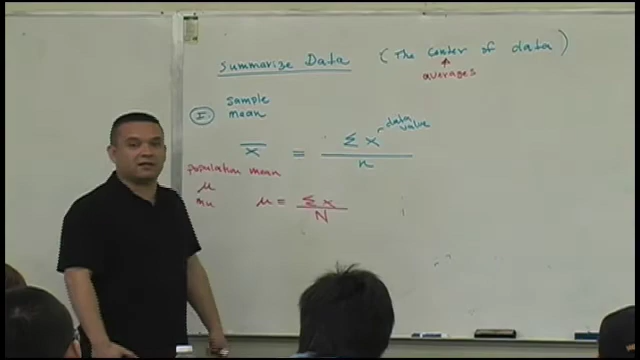 Summarize Data (The center of data)
averages
I. sample
mean
x̄ = Σx / n
data
value
population mean
μ
mu
μ = Σx / N